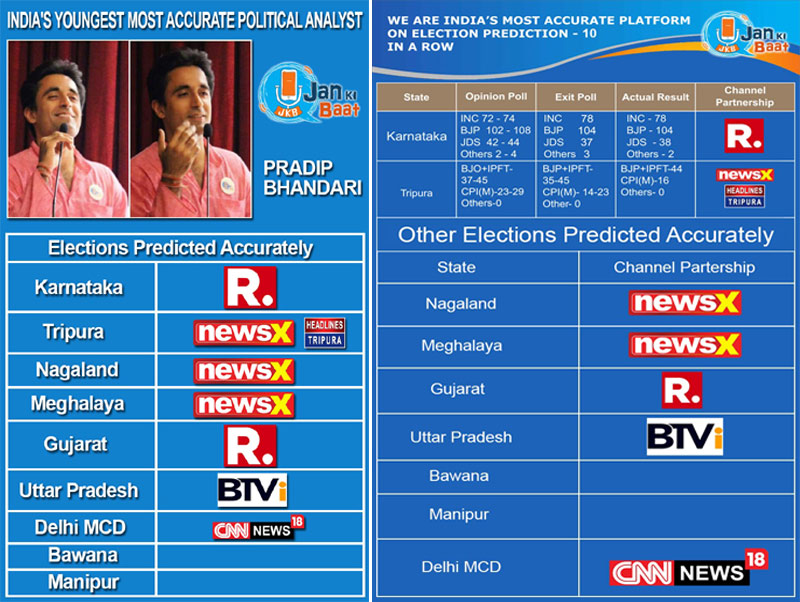 INDIA'S YOUNGEST MOST ACCURATE POLITICAL ANALYST
Jan KI
Baat
JKB
PRADIP
BHANDARI
Elections Predicted Accurately
Karnataka R.
Tripura newsX HEADLINES TRIPURA
Nagaland newsX
Meghalaya newsX
Gujarat R.
Uttar Pradesh BTVi
Delhi MCD CNN NEWS 18
Bawana
Manipur
WE ARE INDIA'S MOST ACCURATE PLATFORM
ON ELECTION PREDICTION - 10
IN A ROW
Jan KI
Baat
JKB
State Opinion Poll Exit Poll Actual Result Channel Partnership
Karnataka
INC 72 - 74
BJP 102 - 108
JDS 42 - 44
Others 2 - 4
INC 78
BJP 104
JDS 37
Others 3
INC - 78
BJP - 104
JDS - 38
Others - 2
R.
Tripura
BJO+IPFT-
37-45
CPI(M)-23-29
Others-0
BJP+IPFT-
35-45
CPI(M)- 14-23
Other- 0
BJP+IPFT-44
CPI(M)-16
Others- 0
newsX
HEADLINES
TRIPURA
Other Elections Predicted Accurately
State Channel Partership
Nagaland newsX
Meghalaya newsX
Gujarat R.
Uttar Pradesh BTVi
Bawana
Manipur
Delhi MCD CNN NEWS 18